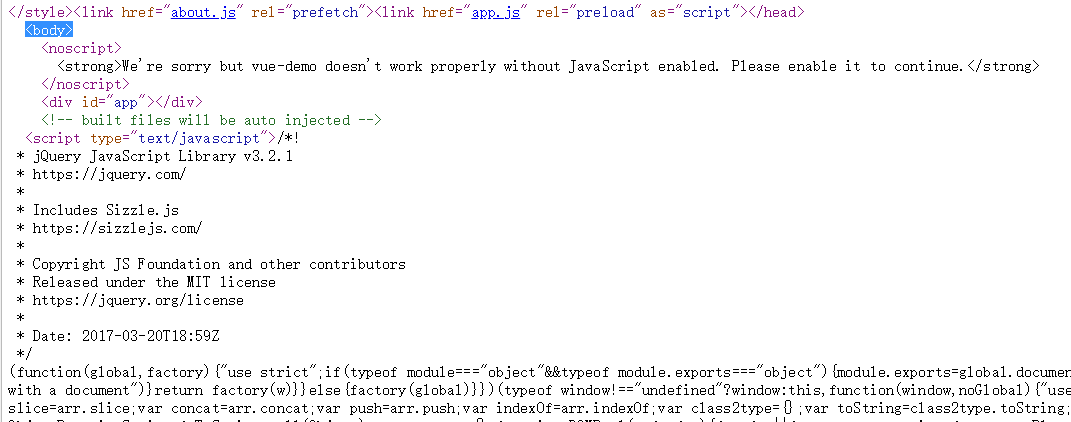 </style><link href="about.js" rel="prefetch"><link href="app.js" rel="preload" as="script"></head>
<body>
<noscript>
<strong>We're sorry but vue-demo doesn't work properly without JavaScript enabled. Please enable it to continue.</strong>
</noscript>
<div id="app"></div>
<!-- built files will be auto injected -->
<script type="text/javascript">/*!
* jQuery JavaScript Library v3.2.1
* https://jquery.com/
*
* Includes Sizzle.js
* https://sizzlejs.com/
*
* Copyright JS Foundation and other contributors
* Released under the MIT license
* https://jquery.org/license
*
* Date: 2017-03-20T18:59Z
*/
(function(global,factory){"use strict";if(typeof module==="object"&&typeof module.exports==="object"){module.exports=global.documen
with a document")}return factory(w)}}else{factory(global)}})(typeof window!=="undefined"?window:this,function(window,noGlobal){"use
slice=arr.slice;var concat=arr.concat;var push=arr.push;var indexOf=arr.indexOf;var class2type={};var toString=class2type.toString;